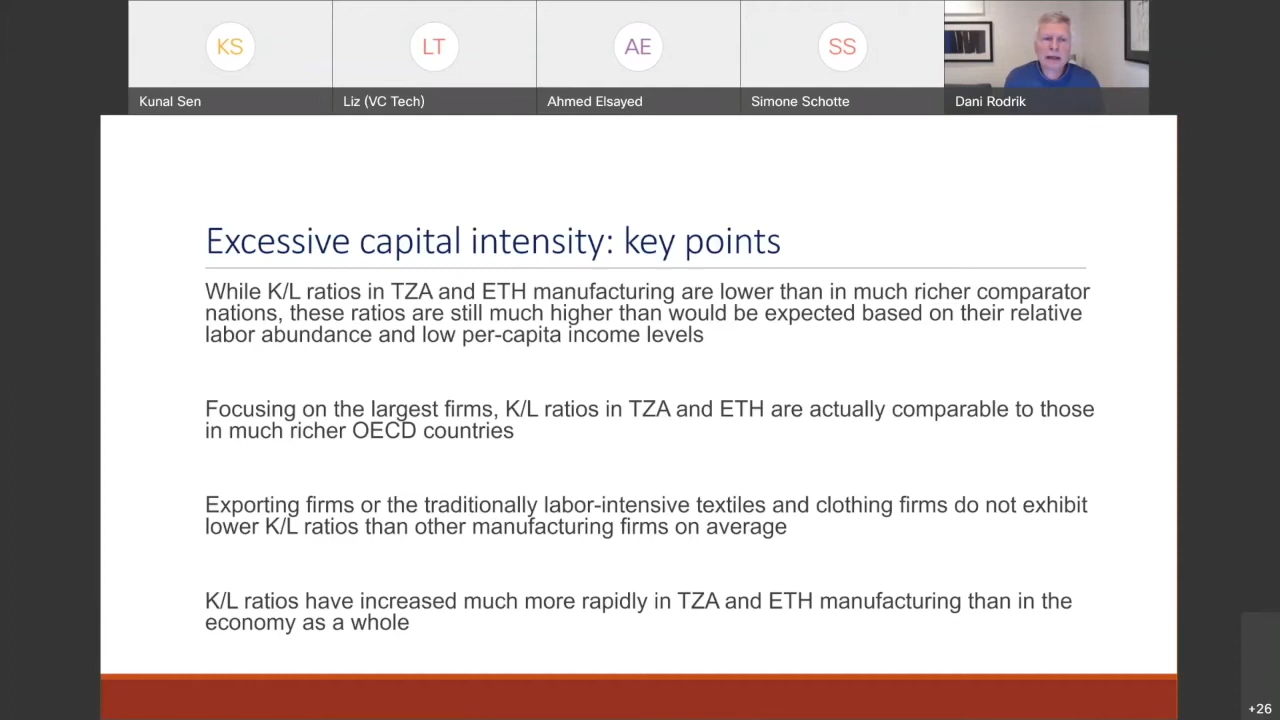 KS
LT
AE
SS
Kunal Sen
Liz (VC Tech)
Ahmed Elsayed
Simone Schotte
Dani Rodrik
Excessive capital intensity: key points
While K/L ratios in TZA and ETH manufacturing are lower than in much richer comparator
nations, these ratios are still much higher than would be expected based on their relative
labor abundance and low per-capita income levels
Focusing on the largest firms, K/L ratios in TZA and ETH are actually comparable to those
in much richer OECD countries
Exporting firms or the traditionally labor-intensive textiles and clothing firms do not exhibit
lower K/L ratios than other manufacturing firms on average
K/L ratios have increased much more rapidly in TZA and ETH manufacturing than in the
economy as a whole
+26